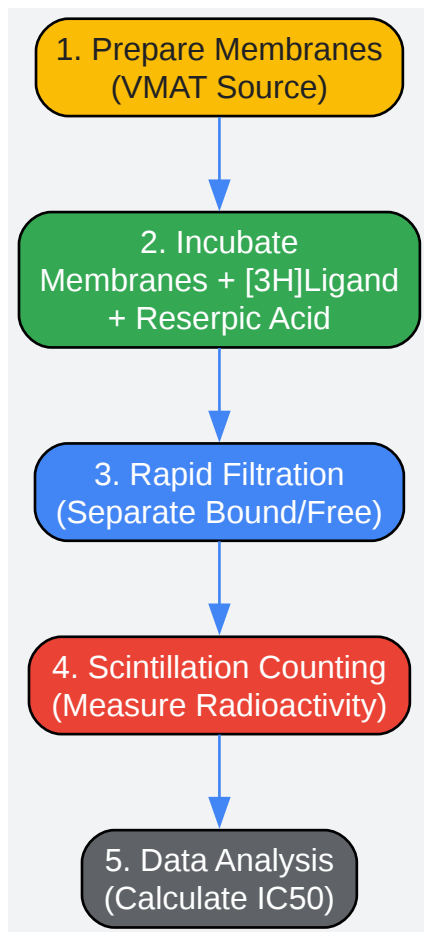 1. Prepare Membranes
(VMAT Source)
2. Incubate
Membranes + [3H]Ligand
+ Reserpic Acid
3. Rapid Filtration
(Separate Bound/Free)
4. Scintillation Counting
(Measure Radioactivity)
5. Data Analysis
(Calculate IC50)